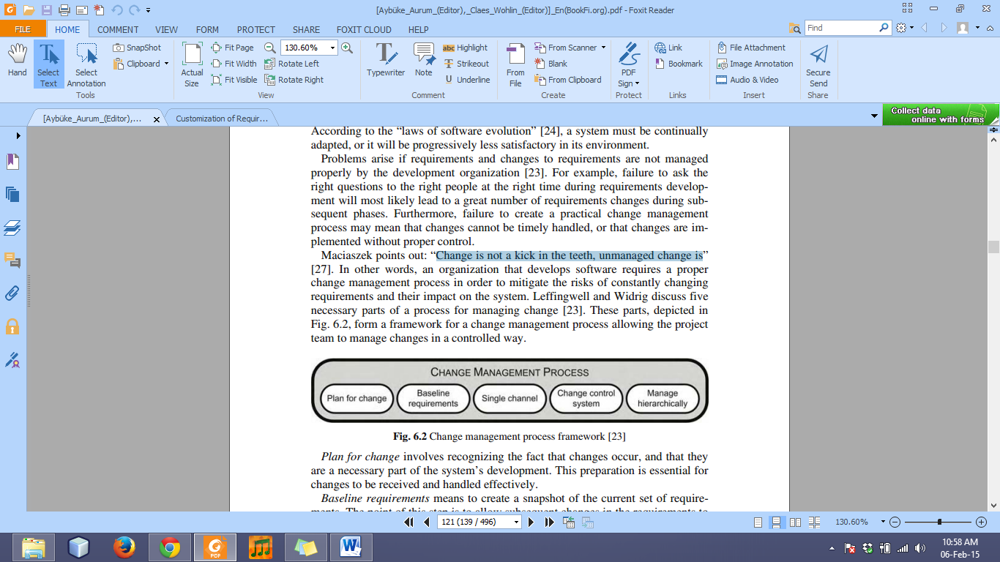 [Aybüke_Aurum_(Editor),_Claes_Wohlin_(Editor)]_En(BookFi.org).pdf - Foxit Reader
FILE HOME COMMENT VIEW FORM PROTECT SHARE FOXIT CLOUD HELP Find
Hand
Select Text
Select Annotation
SnapShot
Clipboard
Tools
Actual Size
Fit Page
Fit Width
Fit Visible
130.60%
Rotate Left
Rotate Right
View
Typewriter
Note
abc Highlight
Strikeout
U Underline
Comment
From File
From Scanner
Blank
From Clipboard
Create
PDF Sign
Protect
Link
Bookmark
Links
File Attachment
Image Annotation
Audio & Video
Insert
Secure Send
Share
[Aybüke_Aurum_(Editor),...
Customization of Requir...
Collect data
online with forms
According to the “laws of software evolution” [24], a system must be continually
adapted, or it will be progressively less satisfactory in its environment.
Problems arise if requirements and changes to requirements are not managed
properly by the development organization [23]. For example, failure to ask the
right questions to the right people at the right time during requirements develop-
ment will most likely lead to a great number of requirements changes during sub-
sequent phases. Furthermore, failure to create a practical change management
process may mean that changes cannot be timely handled, or that changes are im-
plemented without proper control.
Maciaszek points out: “Change is not a kick in the teeth, unmanaged change is”
[27]. In other words, an organization that develops software requires a proper
change management process in order to mitigate the risks of constantly changing
requirements and their impact on the system. Leffingwell and Widrig discuss five
necessary parts of a process for managing change [23]. These parts, depicted in
Fig. 6.2, form a framework for a change management process allowing the project
team to manage changes in a controlled way.
CHANGE MANAGEMENT PROCESS
Plan for change
Baseline
requirements
Single channel
Change control
system
Manage
hierarchically
Fig. 6.2 Change management process framework [23]
Plan for change involves recognizing the fact that changes occur, and that they
are a necessary part of the system’s development. This preparation is essential for
changes to be received and handled effectively.
Baseline requirements means to create a snapshot of the current set of require-
ments. The point of this step is to allow subsequent changes in the requirements to
121 (139 / 496)
130.60%
PDF
W
10:58 AM
06-Feb-15